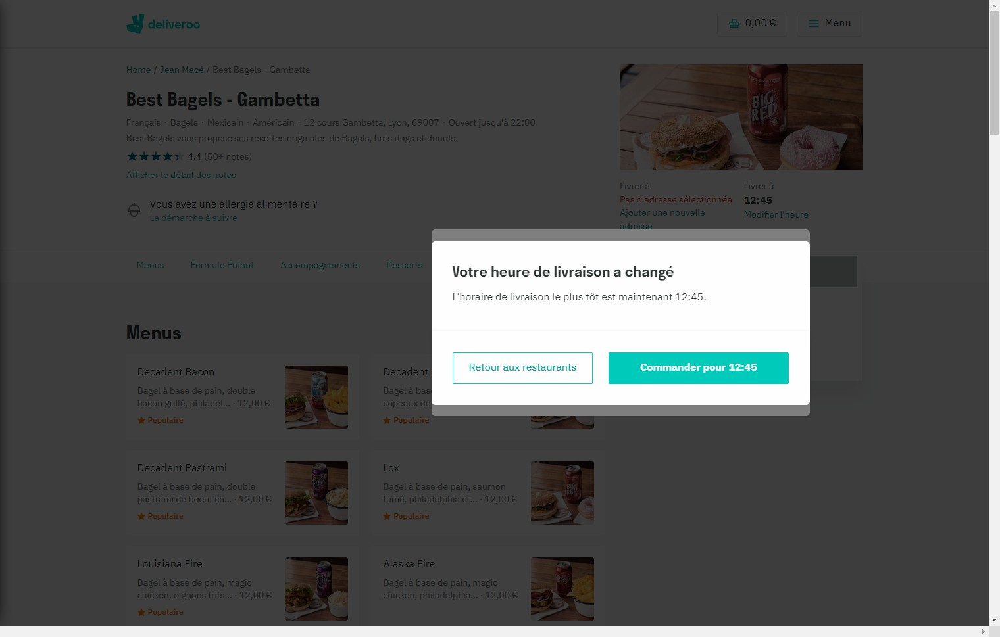 deliveroo
0,00 €
Menu
Home / Jean Macé / Best Bagels - Gambetta
Best Bagels - Gambetta
Français · Bagels · Mexicain · Américain · 12 cours Gambetta, Lyon, 69007 · Ouvert jusqu'à 22:00
Best Bagels vous propose ses recettes originales de Bagels, hots dogs et donuts.
4.4 (50+ notes)
Afficher le détail des notes
Vous avez une allergie alimentaire ?
La démarche à suivre
BIG
RED
Livrer à
Pas d'adresse sélectionnée
Ajouter une nouvelle
adresse
Livrer à
12:45
Modifier l'heure
Menus
Formule Enfant
Accompagnements
Desserts
Votre heure de livraison a changé
L'horaire de livraison le plus tôt est maintenant 12:45.
Retour aux restaurants
Commander pour 12:45
Menus
Decadent Bacon
Bagel à base de pain, double
bacon grillé, philadel... · 12,00 €
Populaire
Decadent
copeaux de
Populaire
Decadent Pastrami
Bagel à base de pain, double
pastrami de boeuf ch... · 12,00 €
Populaire
Lox
Bagel à base de pain, saumon
fumé, philadelphia cr... · 12,00 €
Populaire
Louisiana Fire
Bagel à base de pain, magic
chicken, oignons frits... · 12,00 €
Populaire
Alaska Fire
Bagel à base de pain, magic
chicken, philadelphia... · 12,00 €